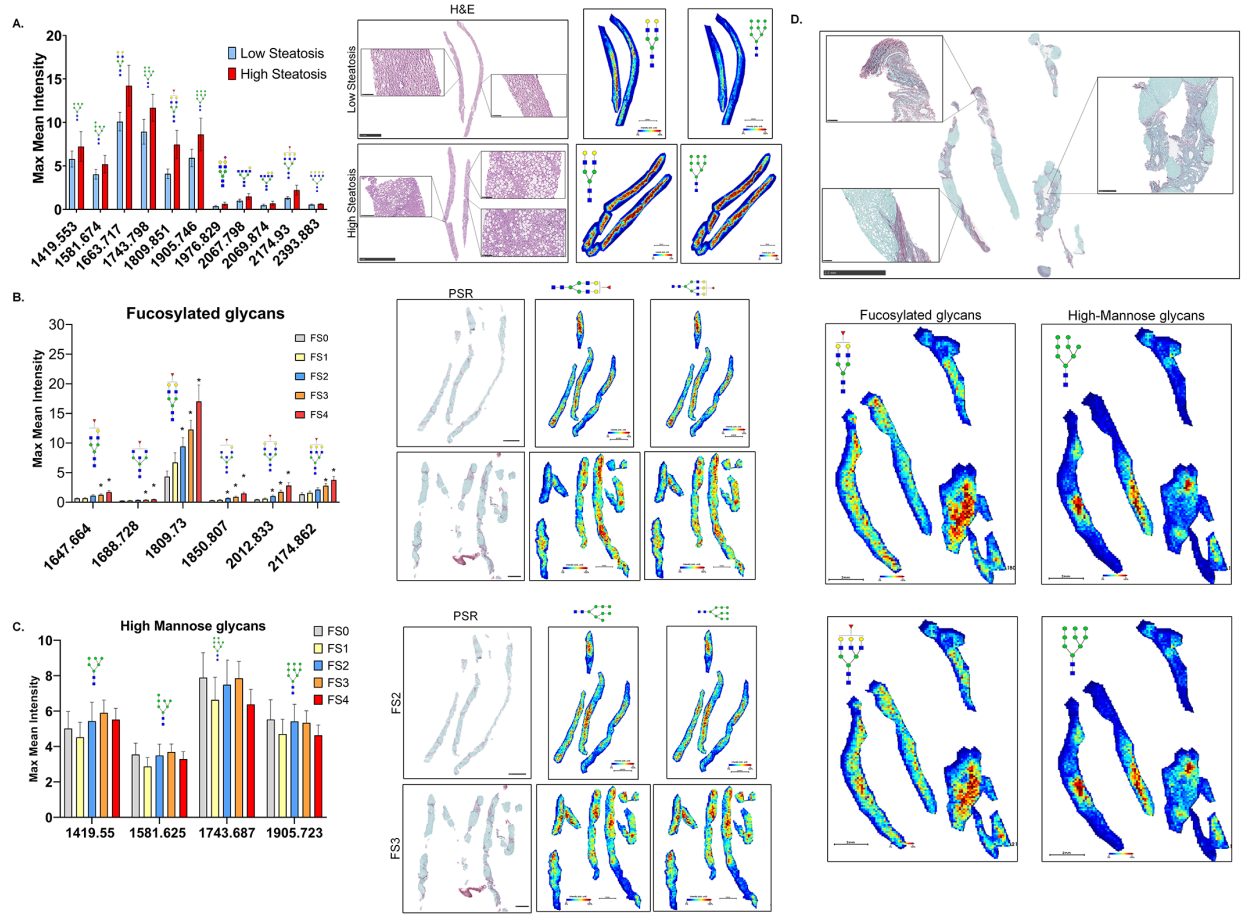 A.
Max Mean Intensity
20
15
10
5
0
Low Steatosis
High Steatosis
1419.553
1581.674
1663.717
1743.798
1809.851
1905.746
1976.829
2067.798
2069.874
2174.93
2393.883
H&E
Low Steatosis
High Steatosis
B.
Fucosylated glycans
Max Mean Intensity
30
25
20
15
10
5
0
FS0
FS1
FS2
FS3
FS4
* * * * * * * * * * * * * *
1647.664
1688.728
1809.73
1850.807
2012.833
2174.862
PSR
C.
High Mannose glycans
Max Mean Intensity
10
8
6
4
2
0
FS0
FS1
FS2
FS3
FS4
1419.55
1581.625
1743.687
1905.723
PSR
FS2
FS3
D.
Fucosylated glycans
High-Mannose glycans
2mm
2mm
2mm
2mm